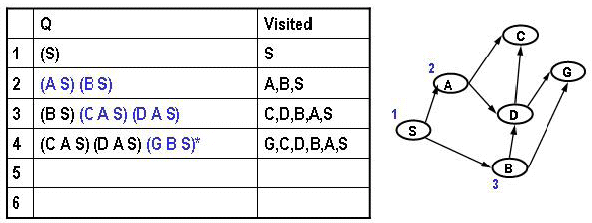 Q Visited
1 (S) S
2 (A S) (B S) A,B,S
3 (B S) (C A S) (D A S) C,D,B,A,S
4 (C A S) (D A S) (G B S)* G,C,D,B,A,S
5
6
C
G
2
A
D
1
S
B
3